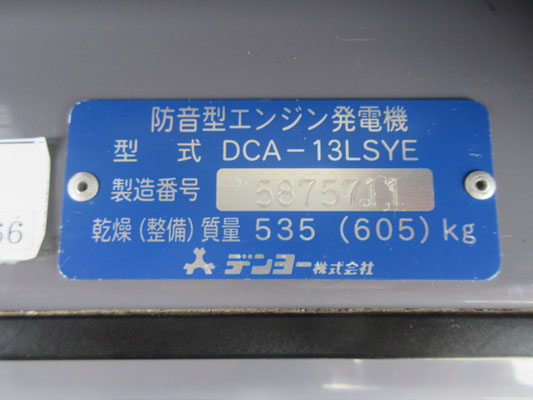 防音型エンジン発電機
型式 DCA-13LSYE
製造番号 5875711
乾燥(整備)質量 535 (605) kg
デンヨー株式会社
66